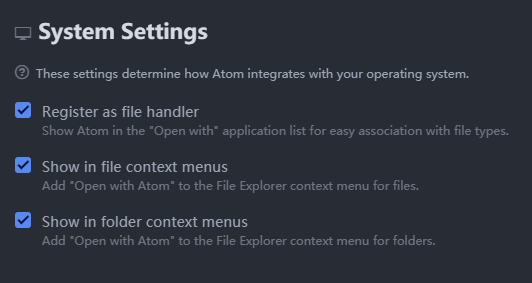 System Settings
These settings determine how Atom integrates with your operating system.
Register as file handler
Show Atom in the "Open with" application list for easy association with file types.
Show in file context menus
Add "Open with Atom" to the File Explorer context menu for files.
Show in folder context menus
Add "Open with Atom" to the File Explorer context menu for folders.